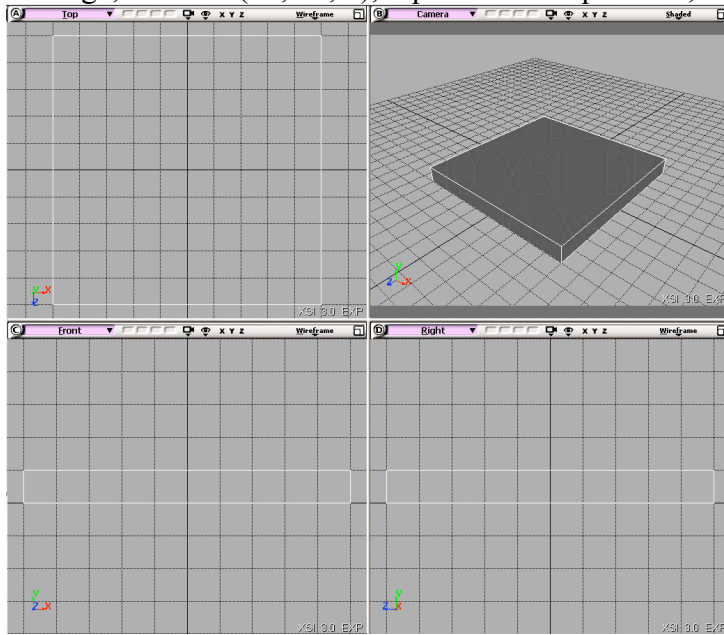 A Top X Y Z Wireframe
B Camera X Y Z Shaded
Y X Z
XSI 3.0 EXP
XSI
Y Z X
XSI 3.0 EXP
C Front X Y Z Wireframe
D Right X Y Z Wireframe
Y Z X
XSI 3.0 EXP
Y Z X
XSI 3.0 EXP